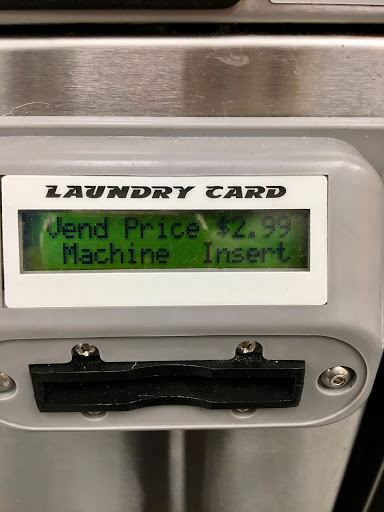 LAUNDRY CARD
Vend Price $2.99
Machine Insert